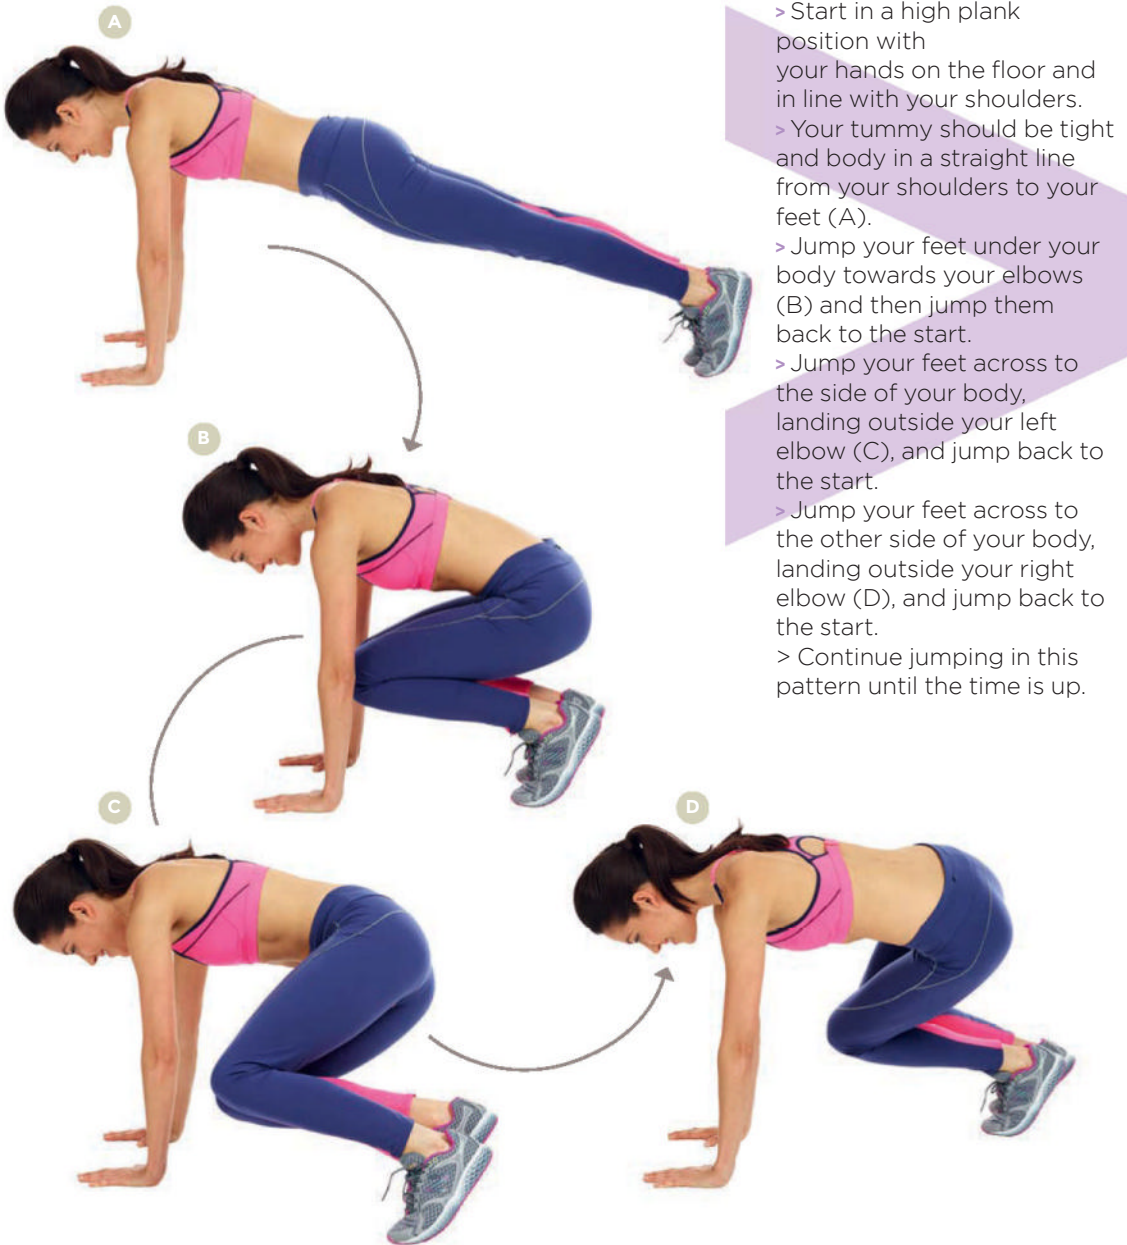 A
> Start in a high plank
position with
your hands on the floor and
in line with your shoulders.
> Your tummy should be tight
and body in a straight line
from your shoulders to your
feet (A).
> Jump your feet under your
body towards your elbows
(B) and then jump them
back to the start.
> Jump your feet across to
the side of your body,
landing outside your left
elbow (C), and jump back to
the start.
> Jump your feet across to
the other side of your body,
landing outside your right
elbow (D), and jump back to
the start.
> Continue jumping in this
pattern until the time is up.
B
C
D